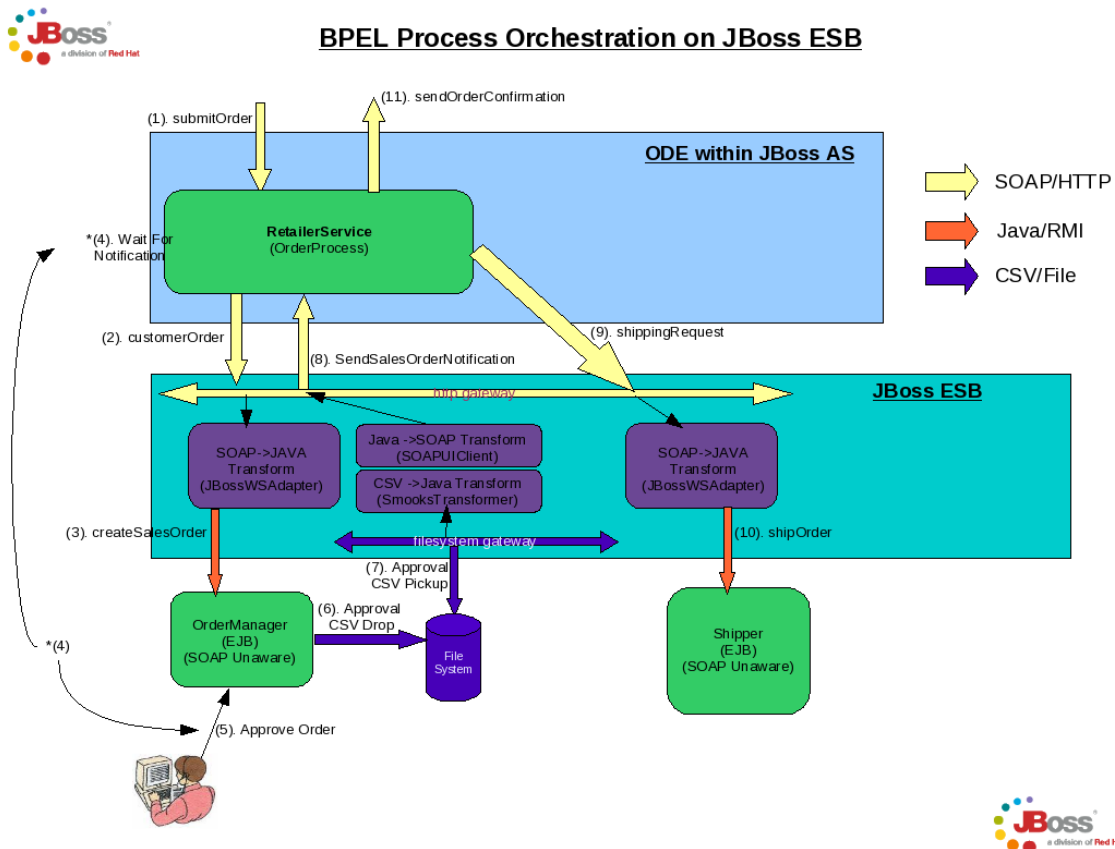 JBoss
a division of Red Hat
BPEL Process Orchestration on JBoss ESB
(11). sendOrderConfirmation
(1). submitOrder
ODE within JBoss AS
SOAP/HTTP
Java/RMI
CSV/File
RetailerService
(OrderProcess)
*(4). Wait For
Notification
(2). customerOrder
(9). shippingRequest
(8). SendSalesOrderNotification
http gateway
JBoss ESB
SOAP->JAVA
Transform
(JBossWSAdapter)
Java ->SOAP Transform
(SOAPUIClient)
CSV ->Java Transform
(SmooksTransformer)
SOAP->JAVA
Transform
(JBossWSAdapter)
(3). createSalesOrder
filesystem gateway
(10). shipOrder
(7). Approval
CSV Pickup
(6). Approval
CSV Drop
OrderManager
(EJB)
(SOAP Unaware)
File
System
Shipper
(EJB)
(SOAP Unaware)
*(4)
(5). Approve Order
JBoss
a division of Red H